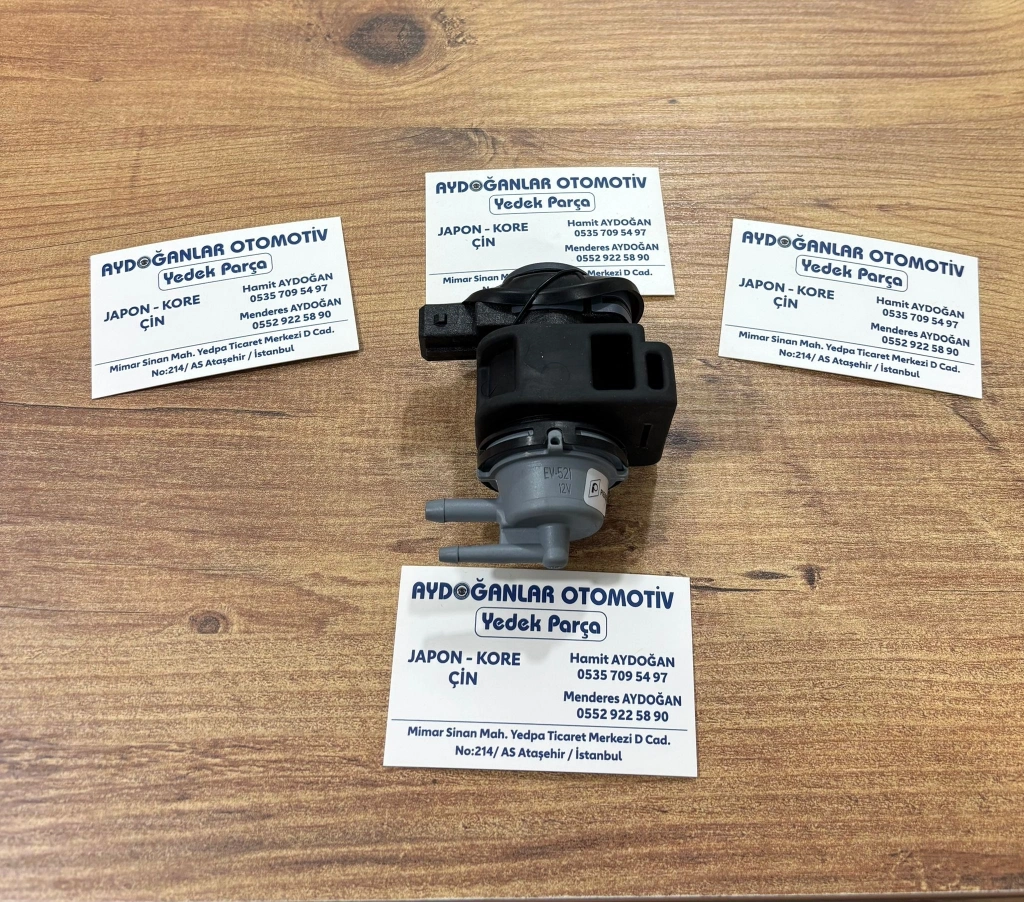 AYDOĞANLAR OTOMOTİV
Yedek Parça
JAPON - KORE
ÇİN
Hamit AYDOĞAN
0535 709 54 97
Menderes AYDOĞAN
0552 922 58 90
Mimar Sinan Mah. Yedpa Ticaret Merkezi D Cad.
No:214/ AS Ataşehir / İstanbul
AYDOĞANLAR OTOMOTİV
Yedek Parça
JAPON - KORE
ÇİN
Hamit AYDOĞAN
0535 709 54 97
Menderes AYDOĞAN
0552 922 58 90
Mimar Sinan Merkezi D Cad.
AYDOĞANLAR OTOMOTİV
Yedek Parça
JAPON - KORE
ÇİN
Hamit AYDOĞAN
0535 709 54 97
Menderes AYDOĞAN
0552 922 58 90
Mimar Sinan Mah. Yedpa Ticaret Merkezi D Cad.
No:214/ AS Ataşehir / İstanbul
EV-521
12V
AYDOĞANLAR OTOMOTİV
Yedek Parça
JAPON - KORE
ÇİN
Hamit AYDOĞAN
0535 709 54 97
Menderes AYDOĞAN
0552 922 58 90
Mimar Sinan Mah. Yedpa Ticaret Merkezi D Cad.
No:214/ AS Ataşehir / İstanbul